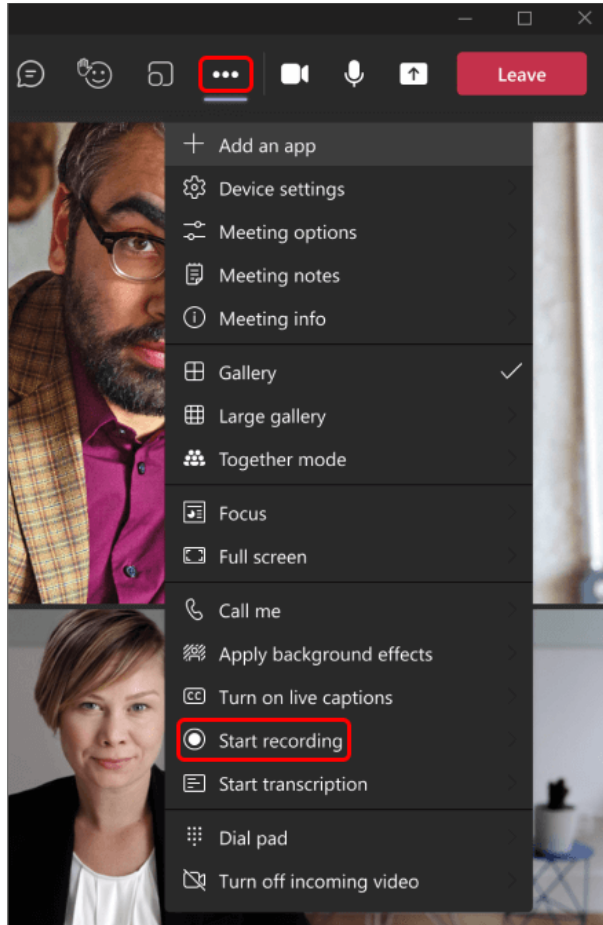 Leave
Add an app
Device settings
Meeting options
Meeting notes
Meeting info
Gallery
Large gallery
Together mode
Focus
Full screen
Call me
Apply background effects
CC Turn on live captions
Start recording
Start transcription
Dial pad
Turn off incoming video